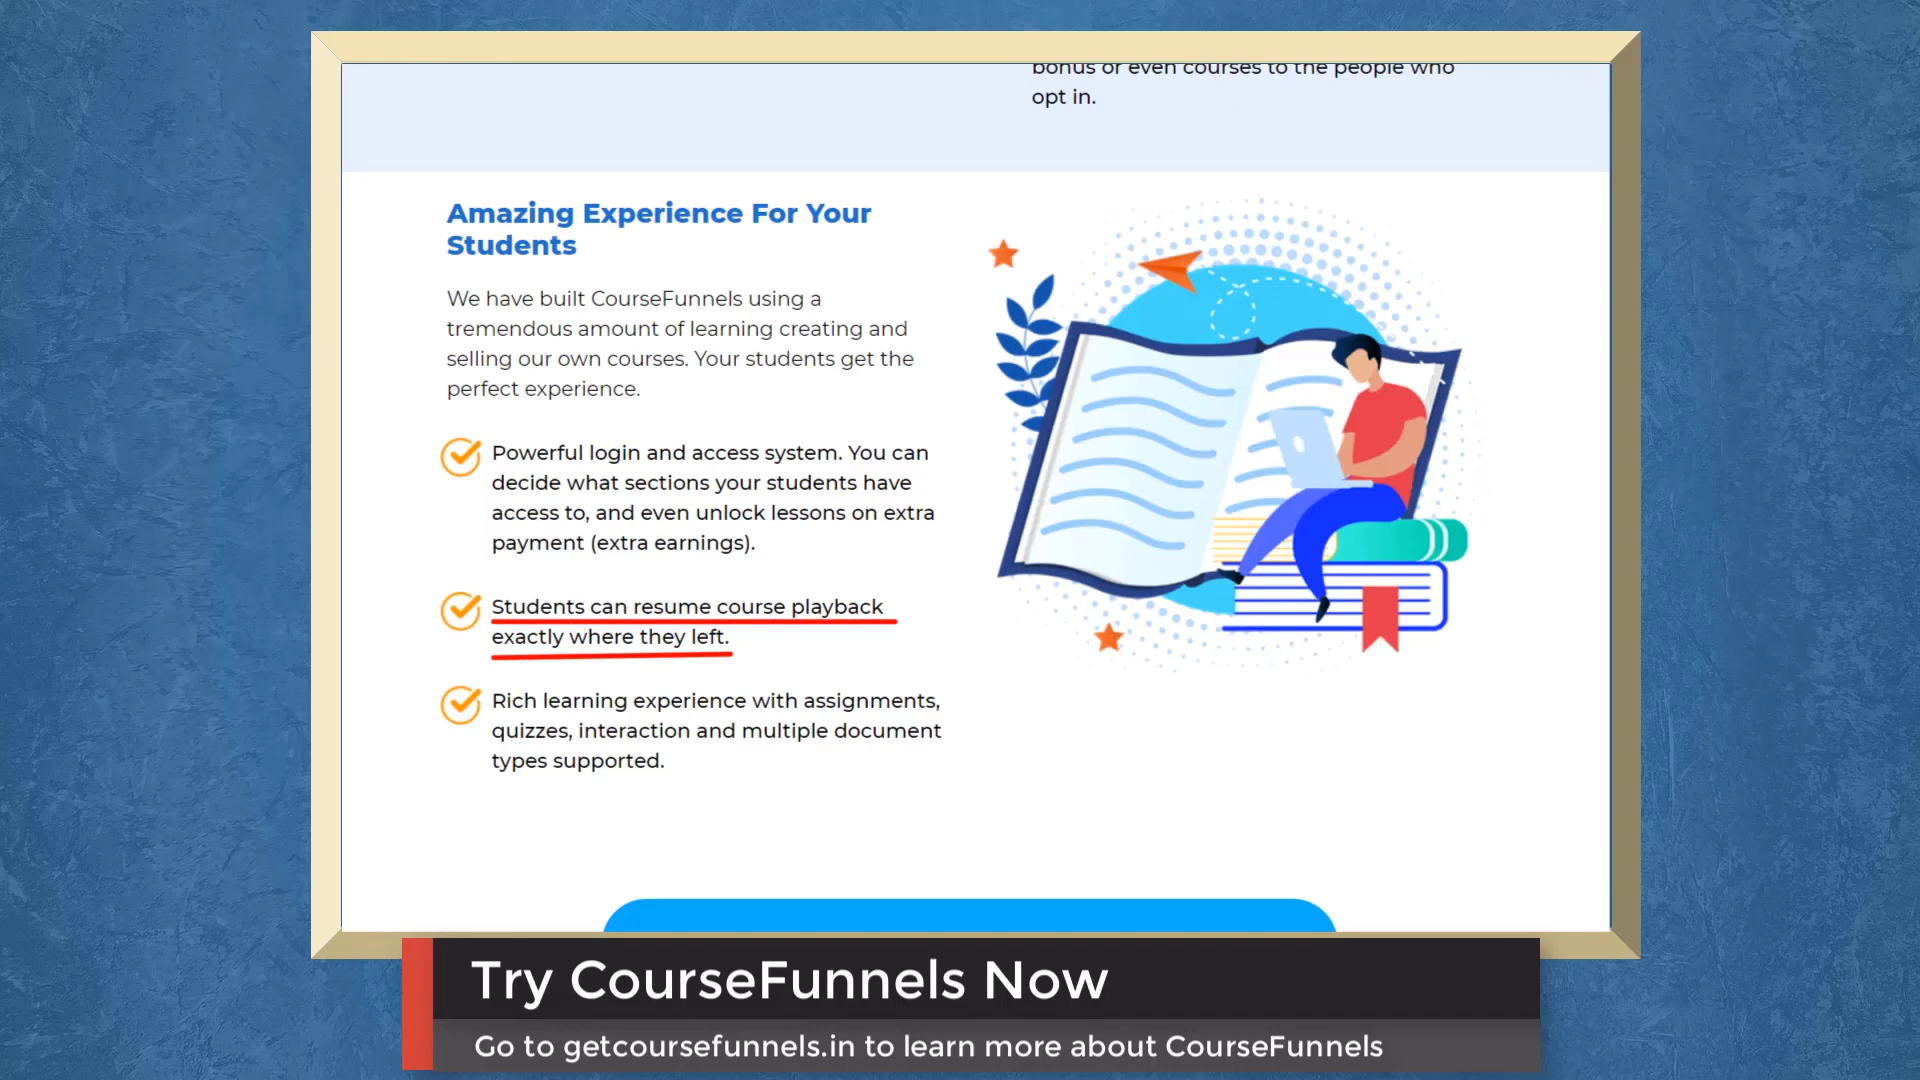 bonus or even courses to the people who
opt in.
Amazing Experience For Your
Students
We have built CourseFunnels using a
tremendous amount of learning creating and
selling our own courses. Your students get the
perfect experience.
Powerful login and access system. You can
decide what sections your students have
access to, and even unlock lessons on extra
payment (extra earnings).
Students can resume course playback
exactly where they left.
Rich learning experience with assignments,
quizzes, interaction and multiple document
types supported.
Try CourseFunnels Now
Go to getcoursefunnels.in to learn more about CourseFunnels